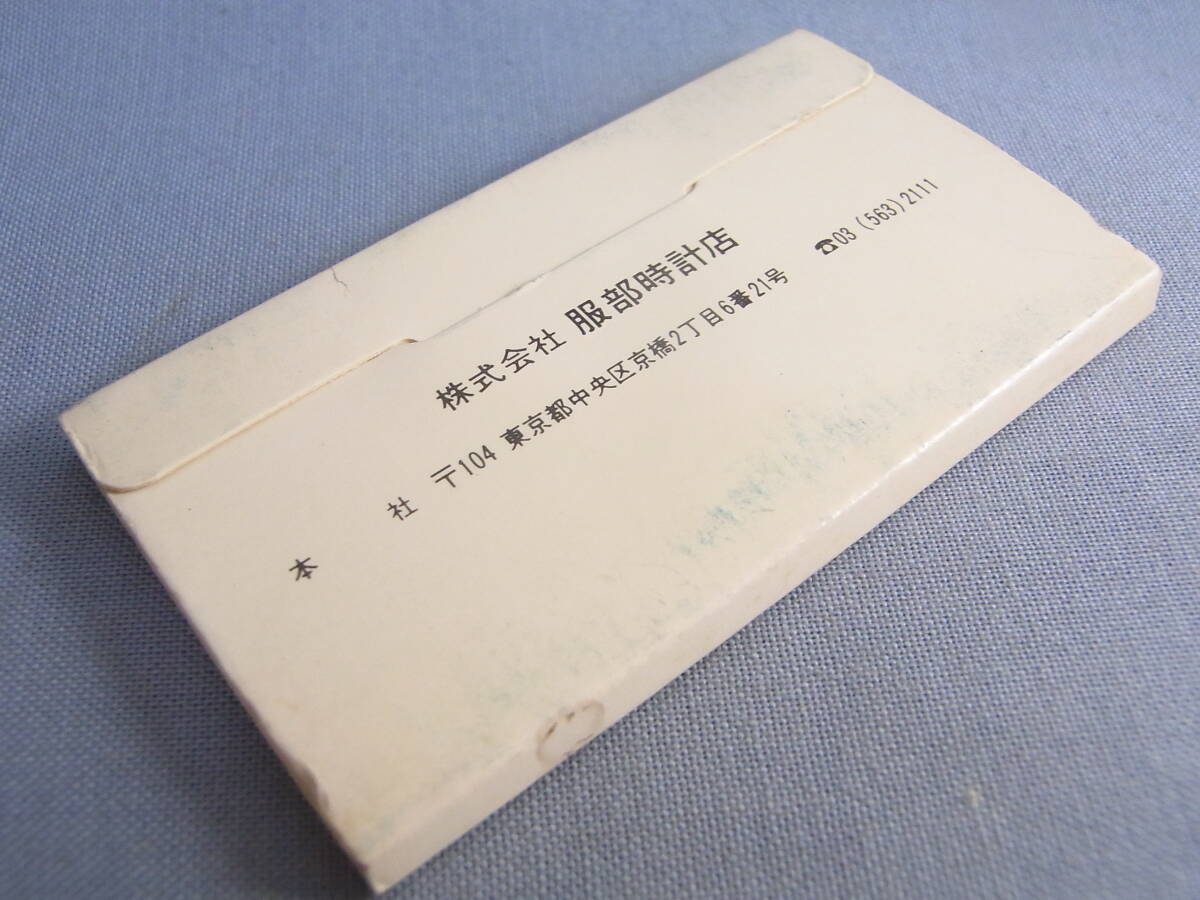 株式会社 服部時計店
本社 〒104 東京都中央区京橋2丁目6番21号 ☎03(563)2111